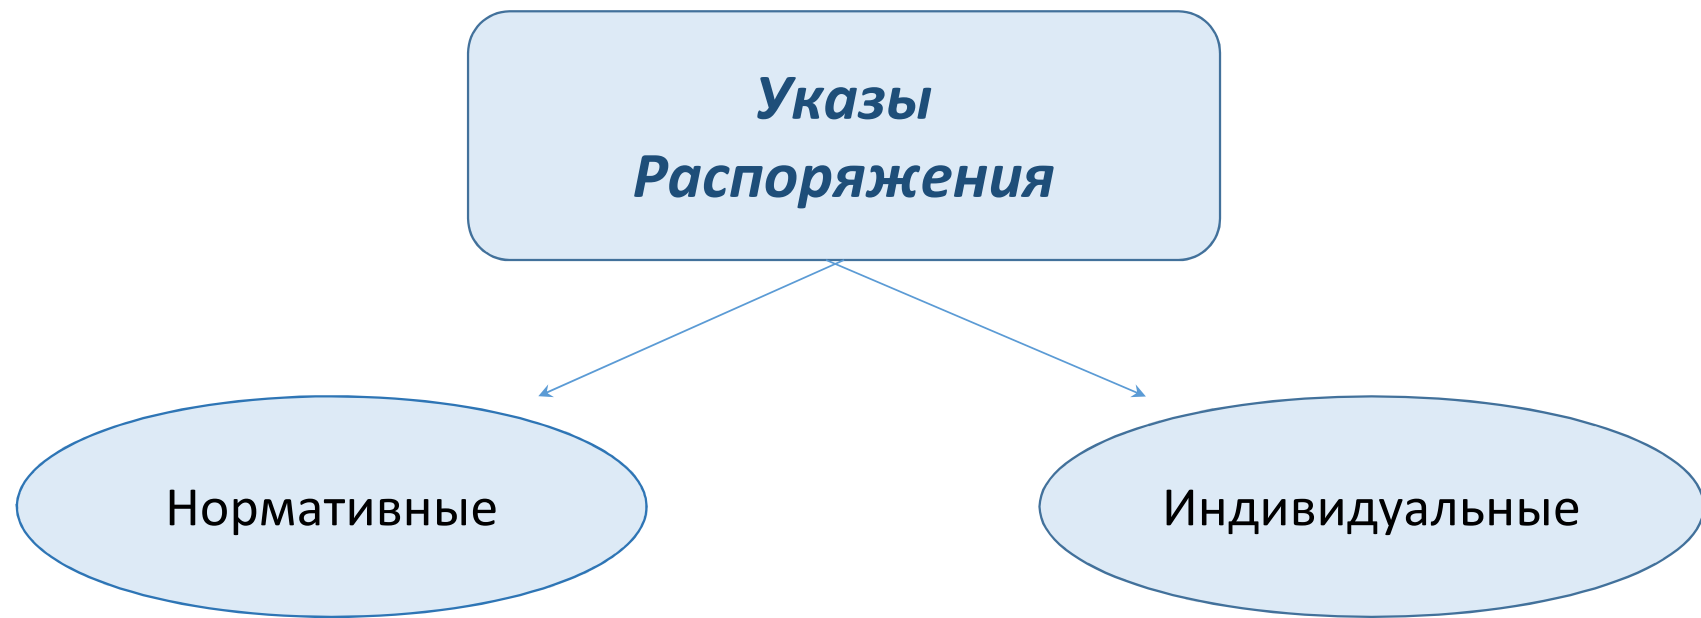 Указы
Распоряжения
Нормативные
Индивидуальные